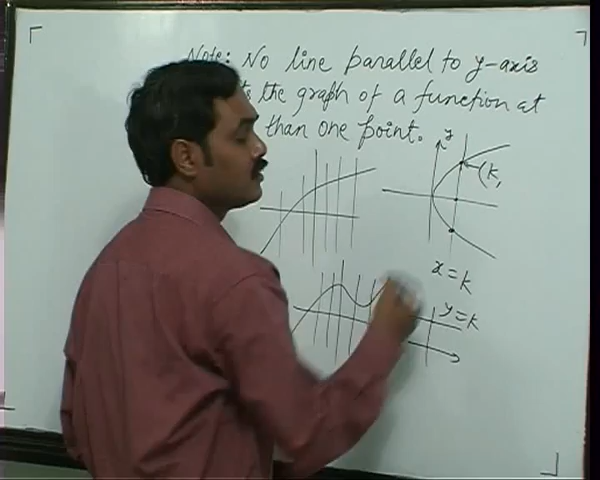 Note: No line parallel to y-axis
the graph of a function at
than one point.
y
(K,
x = K
y = K